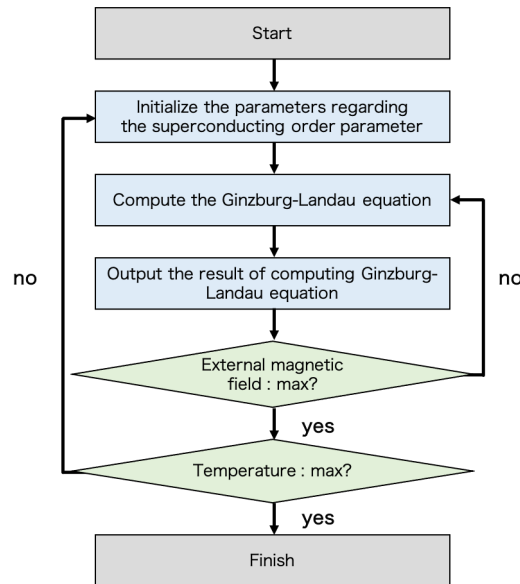 Start
Initialize the parameters regarding
the superconducting order parameter
Compute the Ginzburg-Landau equation
no
no
Output the result of computing Ginzburg-
Landau equation
External magnetic
field : max?
yes
Temperature : max?
yes
Finish